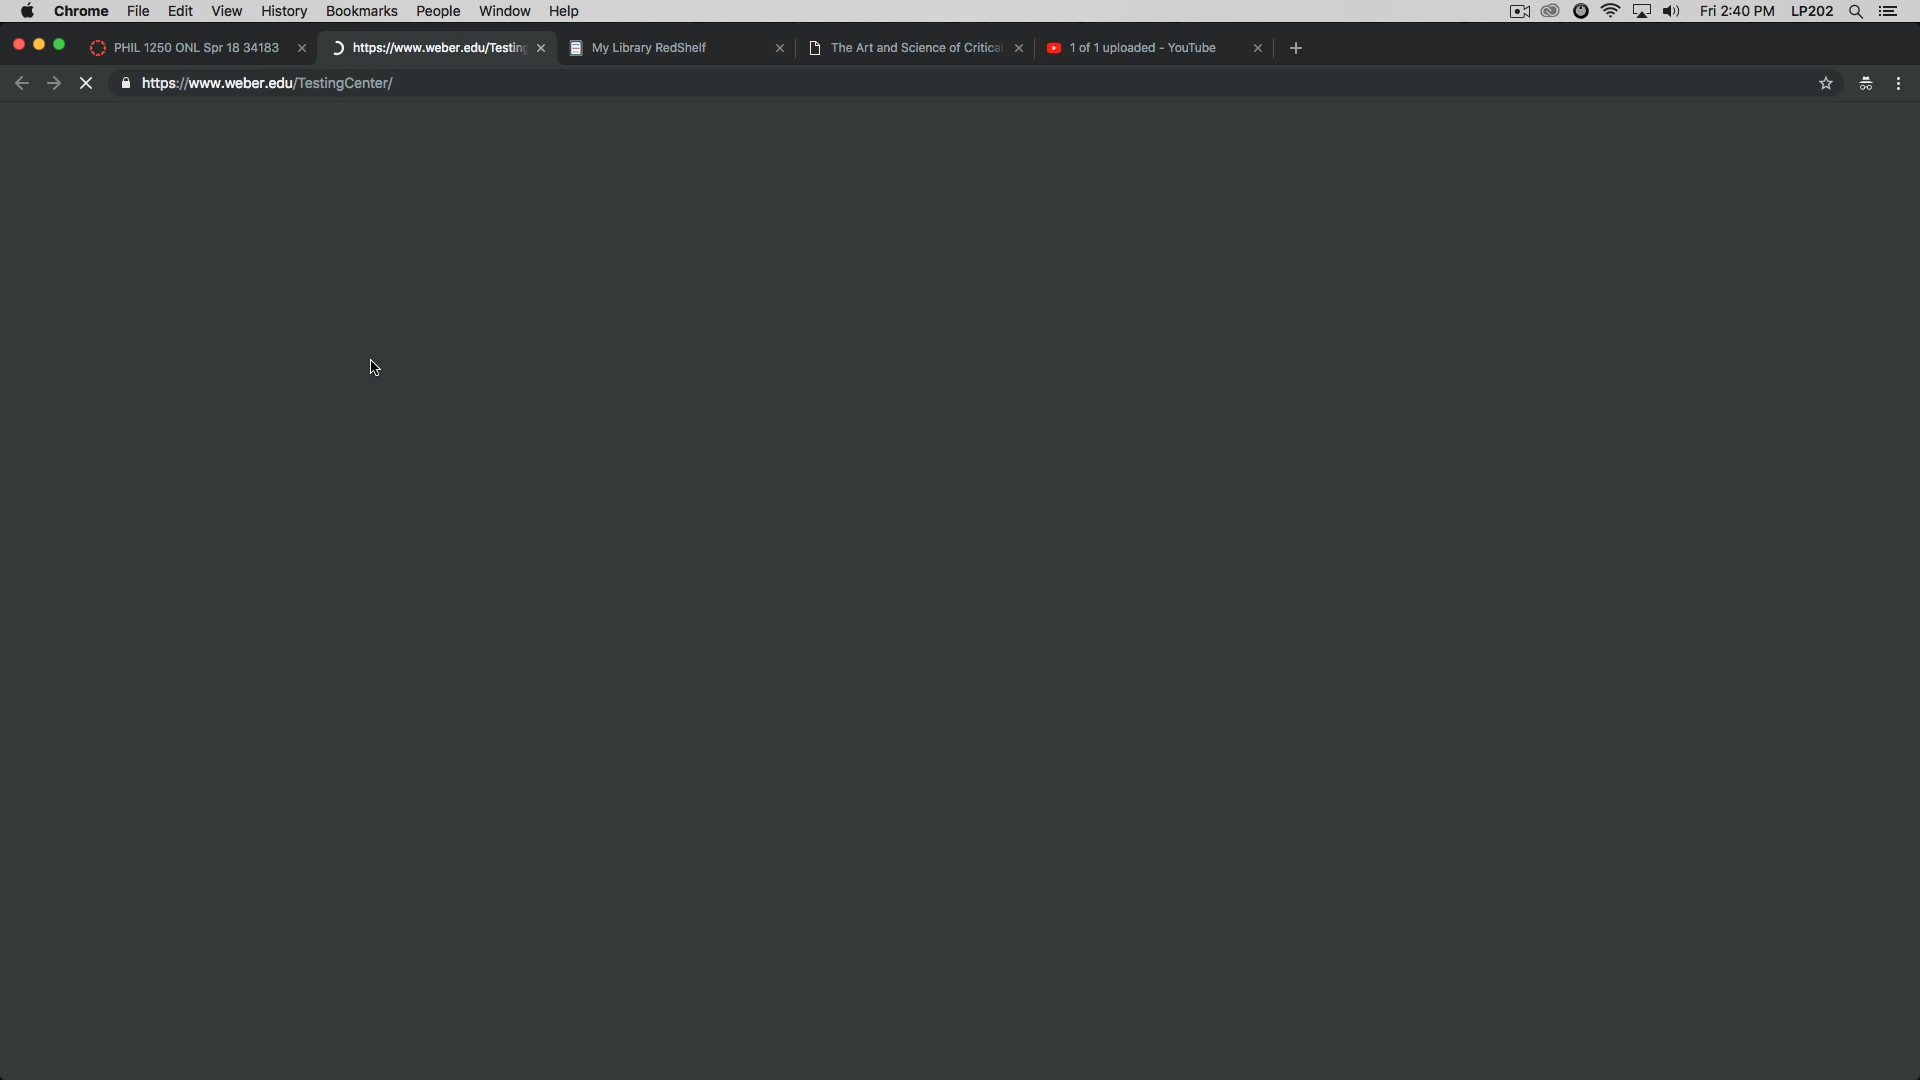 Chrome File Edit View History Bookmarks People Window Help Fri 2:40 PM LP202
PHIL 1250 ONL Spr 18 34183 https://www.weber.edu/Testing My Library RedShelf The Art and Science of Critical 1 of 1 uploaded - YouTube
https://www.weber.edu/TestingCenter/